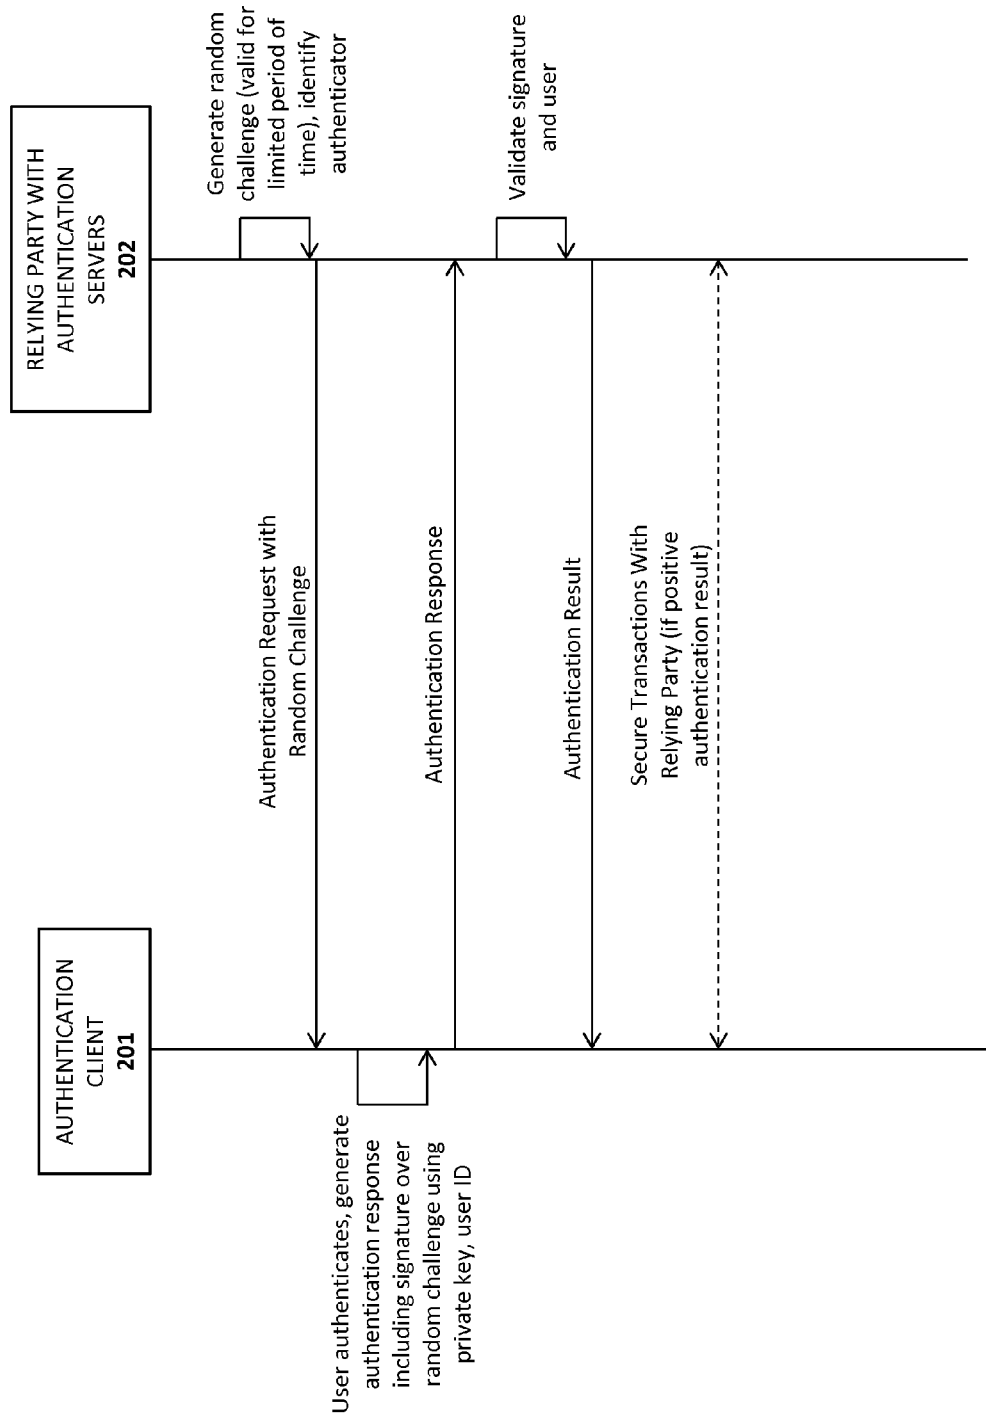 AUTHENTICATION
CLIENT
201
RELYING PARTY WITH
AUTHENTICATION
SERVERS
202
Generate random
challenge (valid for
limited period of
time), identify
authenticator
Authentication Request with
Random Challenge
User authenticates, generate
authentication response
including signature over
random challenge using
private key, user ID
Authentication Response
Validate signature
and user
Authentication Result
Secure Transactions With
Relying Party (if positive
authentication result)